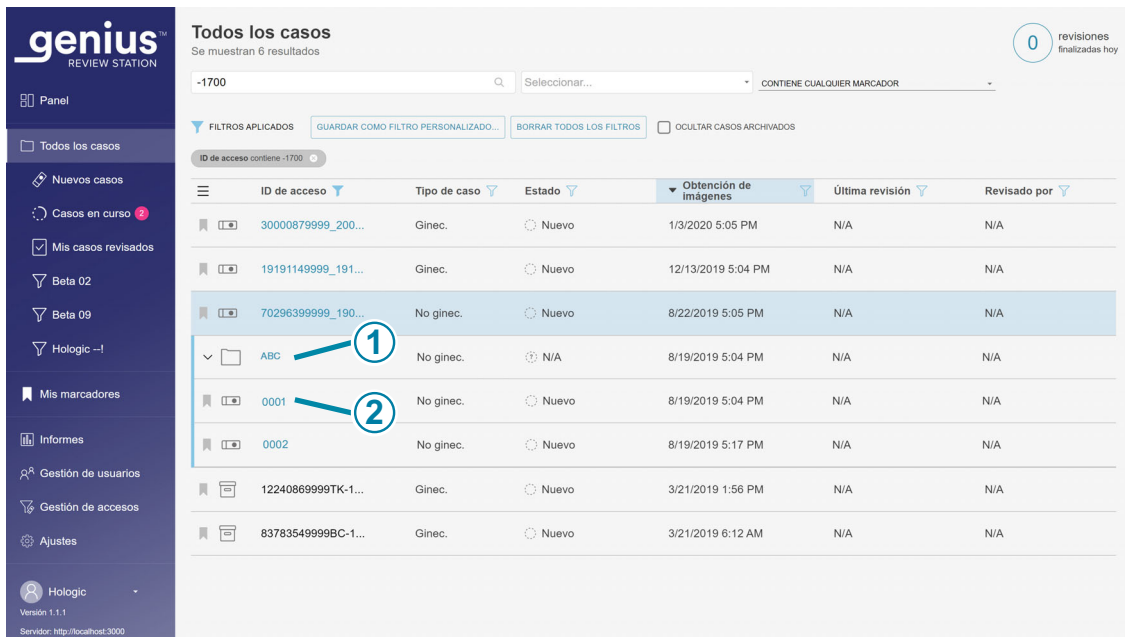 genius™
REVIEW STATION
Panel
Todos los casos
Nuevos casos
Casos en curso 2
Mis casos revisados
Beta 02
Beta 09
Hologic --!
Mis marcadores
Informes
Gestión de usuarios
Gestión de accesos
Ajustes
Hologic
Versión 1.1.1
Servidor: http://localhost:3000
Todos los casos
Se muestran 6 resultados
0 revisiones
finalizadas hoy
-1700 Seleccionar... CONTIENE CUALQUIER MARCADOR
FILTROS APLICADOS GUARDAR COMO FILTRO PERSONALIZADO... BORRAR TODOS LOS FILTROS OCULTAR CASOS ARCHIVADOS
ID de acceso contiene -1700
ID de acceso Tipo de caso Estado Obtención de imágenes Última revisión Revisado por
30000879999_200... Ginec. Nuevo 1/3/2020 5:05 PM N/A N/A
19191149999_191... Ginec. Nuevo 12/13/2019 5:04 PM N/A N/A
70296399999_190... No ginec. Nuevo 8/22/2019 5:05 PM N/A N/A
1
ABC No ginec. N/A 8/19/2019 5:04 PM N/A N/A
0001 No ginec. Nuevo 8/19/2019 5:04 PM N/A N/A
2
0002 No ginec. Nuevo 8/19/2019 5:17 PM N/A N/A
12240869999TK-1... Ginec. Nuevo 3/21/2019 1:56 PM N/A N/A
83783549999BC-1... Ginec. Nuevo 3/21/2019 6:12 AM N/A N/A